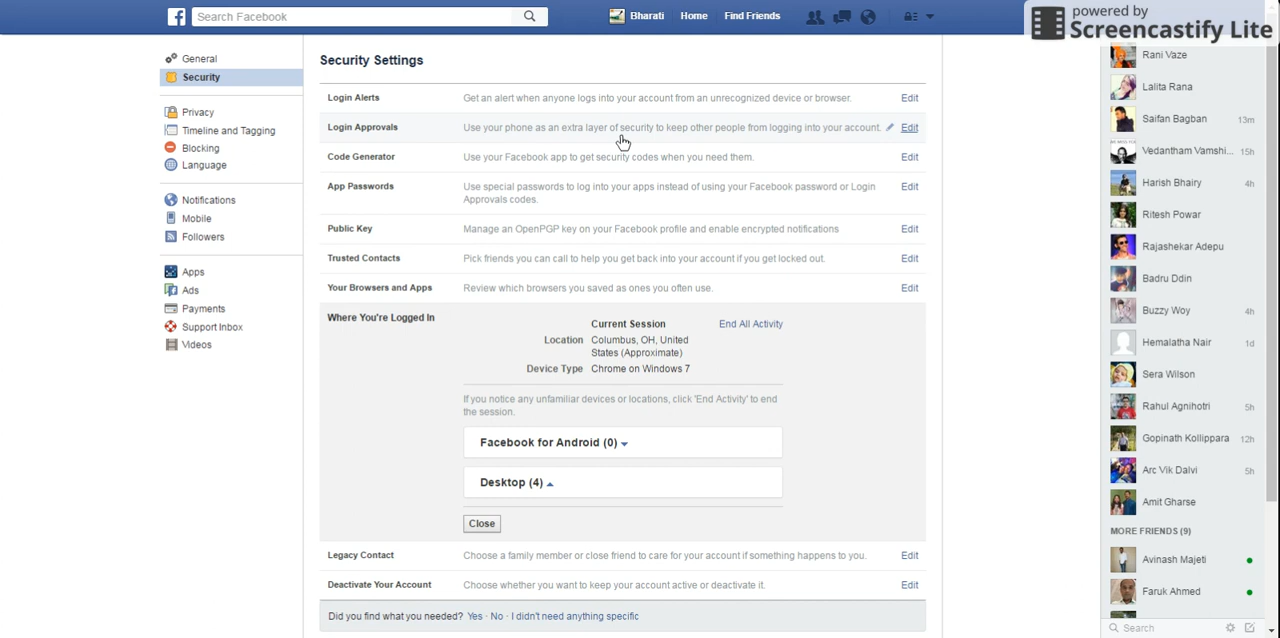 Search Facebook
Bharati
Home
Find Friends
powered by
Screencastify Lite
General
Security
Privacy
Timeline and Tagging
Blocking
Language
Notifications
Mobile
Followers
Apps
Ads
Payments
Support Inbox
Videos
Security Settings
Login Alerts
Get an alert when anyone logs into your account from an unrecognized device or browser.
Edit
Login Approvals
Use your phone as an extra layer of security to keep other people from logging into your account.
Edit
Code Generator
Use your Facebook app to get security codes when you need them.
Edit
App Passwords
Use special passwords to log into your apps instead of using your Facebook password or Login
Approvals codes.
Edit
Public Key
Manage an OpenPGP key on your Facebook profile and enable encrypted notifications
Edit
Trusted Contacts
Pick friends you can call to help you get back into your account if you get locked out.
Edit
Your Browsers and Apps
Review which browsers you saved as ones you often use.
Edit
Where You're Logged In
Current Session
End All Activity
Location
Columbus, OH, United
States (Approximate)
Device Type
Chrome on Windows 7
If you notice any unfamiliar devices or locations, click 'End Activity' to end
the session.
Facebook for Android (0)
Desktop (4)
Close
Legacy Contact
Choose a family member or close friend to care for your account if something happens to you.
Edit
Deactivate Your Account
Choose whether you want to keep your account active or deactivate it.
Edit
Did you find what you needed? Yes · No · I didn't need anything specific
Rani Vaze
Lalita Rana
Saifan Bagban 13m
Vedantham Vamshi... 15h
Harish Bhairy 4h
Ritesh Powar
Rajashekar Adepu
Badru Ddin
Buzzy Woy 4h
Hemalatha Nair 1d
Sera Wilson
Rahul Agnihotri 5h
Gopinath Kollippara 12h
Arc Vik Dalvi 5h
Amit Gharse
MORE FRIENDS (9)
Avinash Majeti
Faruk Ahmed
Search